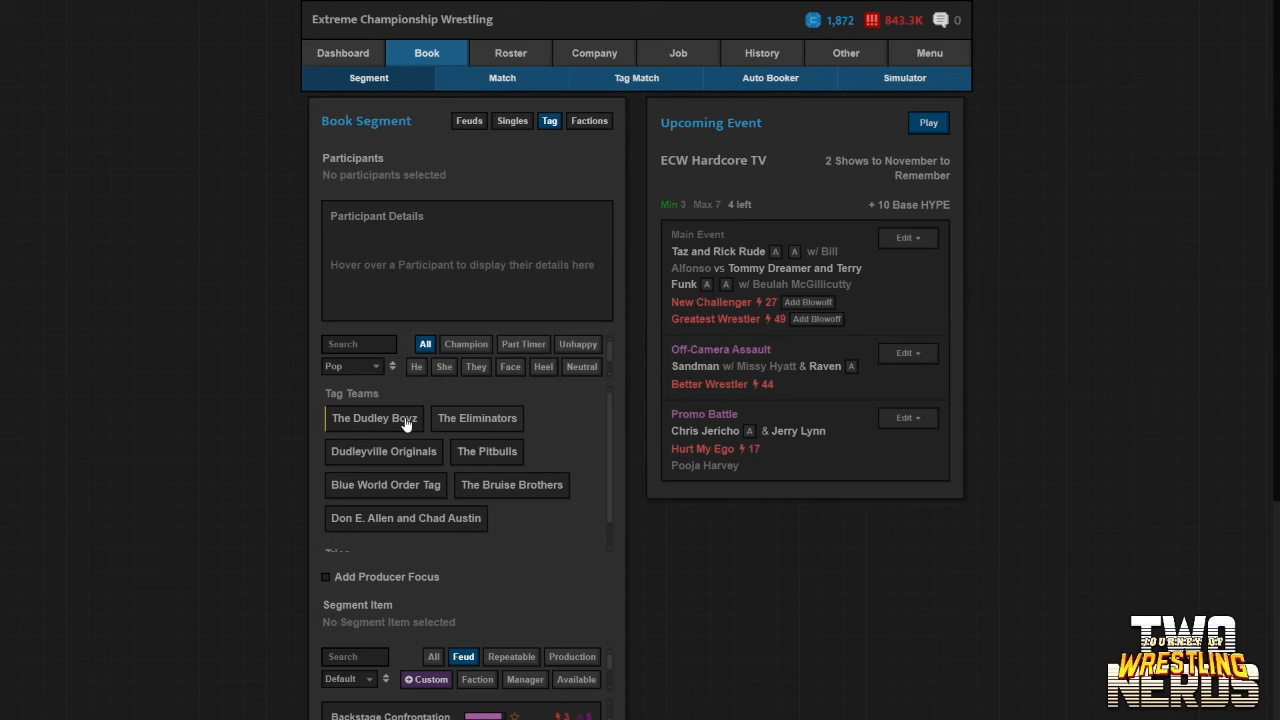 Extreme Championship Wrestling
1,872 843.3K 0
Dashboard Book Roster Company Job History Other Menu
Segment Match Tag Match Auto Booker Simulator
Book Segment Feuds Singles Tag Factions
Participants
No participants selected
Participant Details
Hover over a Participant to display their details here
Search All Champion Part Timer Unhappy
Pop He She They Face Heel Neutral
Tag Teams
The Dudley Boyz The Eliminators
Dudleyville Originals The Pitbulls
Blue World Order Tag The Bruise Brothers
Don E. Allen and Chad Austin
Add Producer Focus
Segment Item
No Segment Item selected
Search All Feud Repeatable Production
Default Custom Faction Manager Available
Backstage Confrontation 3
Upcoming Event Play
ECW Hardcore TV 2 Shows to November to
Remember
Min 3 Max 7 4 left + 10 Base HYPE
Main Event Edit
Taz and Rick Rude A A w/ Bill
Alfonso vs Tommy Dreamer and Terry
Funk A A w/ Beulah McGillicutty
New Challenger 27 Add Blowoff
Greatest Wrestler 49 Add Blowoff
Off-Camera Assault Edit
Sandman w/ Missy Hyatt & Raven A
Better Wrestler 44
Promo Battle Edit
Chris Jericho A & Jerry Lynn
Hurt My Ego 17
Pooja Harvey
TWO
JOURNEY OF
WRESTLING
NERDS